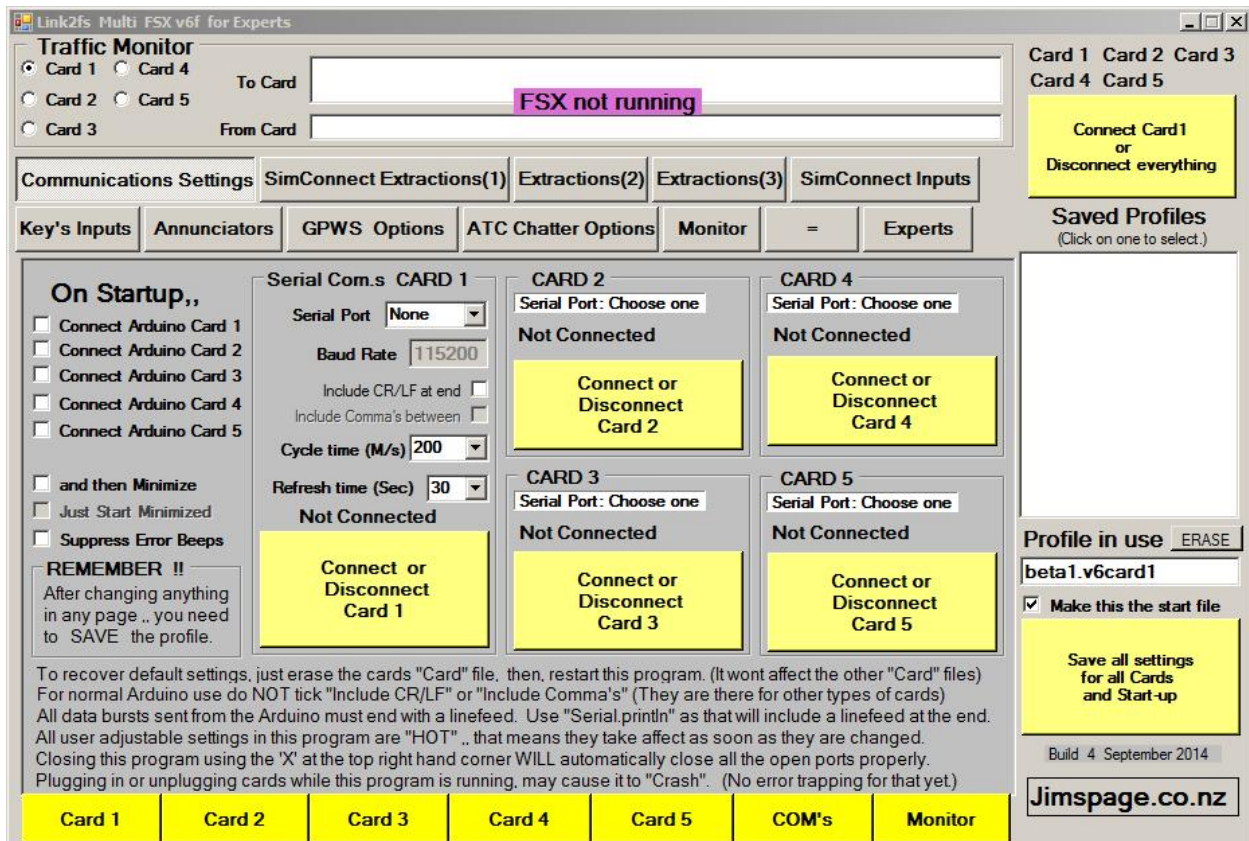 Link2fs Multi FSX v6f for Experts
Traffic Monitor
Card 1 Card 4
Card 2 Card 5
Card 3
To Card
FSX not running
From Card
Card 1 Card 2 Card 3
Card 4 Card 5
Connect Card1
or
Disconnect everything
Communications Settings SimConnect Extractions(1) Extractions(2) Extractions(3) SimConnect Inputs
Key's Inputs Annunciators GPWS Options ATC Chatter Options Monitor = Experts
Saved Profiles
(Click on one to select.)
On Startup,,
Connect Arduino Card 1
Connect Arduino Card 2
Connect Arduino Card 3
Connect Arduino Card 4
Connect Arduino Card 5
and then Minimize
Just Start Minimized
Suppress Error Beeps
REMEMBER !!
After changing anything
in any page ,, you need
to SAVE the profile.
Serial Com.s CARD 1
Serial Port None
Baud Rate 115200
Include CR/LF at end
Include Comma's between
Cycle time (M/s) 200
Refresh time (Sec) 30
Not Connected
Connect or
Disconnect
Card 1
CARD 2
Serial Port: Choose one
Not Connected
Connect or
Disconnect
Card 2
CARD 3
Serial Port: Choose one
Not Connected
Connect or
Disconnect
Card 3
CARD 4
Serial Port: Choose one
Not Connected
Connect or
Disconnect
Card 4
CARD 5
Serial Port: Choose one
Not Connected
Connect or
Disconnect
Card 5
Profile in use ERASE
beta1.v6card1
Make this the start file
Save all settings
for all Cards
and Start-up
Build 4 September 2014
Jimspage.co.nz
To recover default settings, just erase the cards "Card" file, then, restart this program. (It wont affect the other "Card" files)
For normal Arduino use do NOT tick "Include CR/LF" or "Include Comma's" (They are there for other types of cards)
All data bursts sent from the Arduino must end with a linefeed. Use "Serial.println" as that will include a linefeed at the end.
All user adjustable settings in this program are "HOT" ,, that means they take affect as soon as they are changed.
Closing this program using the 'X' at the top right hand corner WILL automatically close all the open ports properly.
Plugging in or unplugging cards while this program is running, may cause it to "Crash". (No error trapping for that yet.)
Card 1 Card 2 Card 3 Card 4 Card 5 COM's Monitor